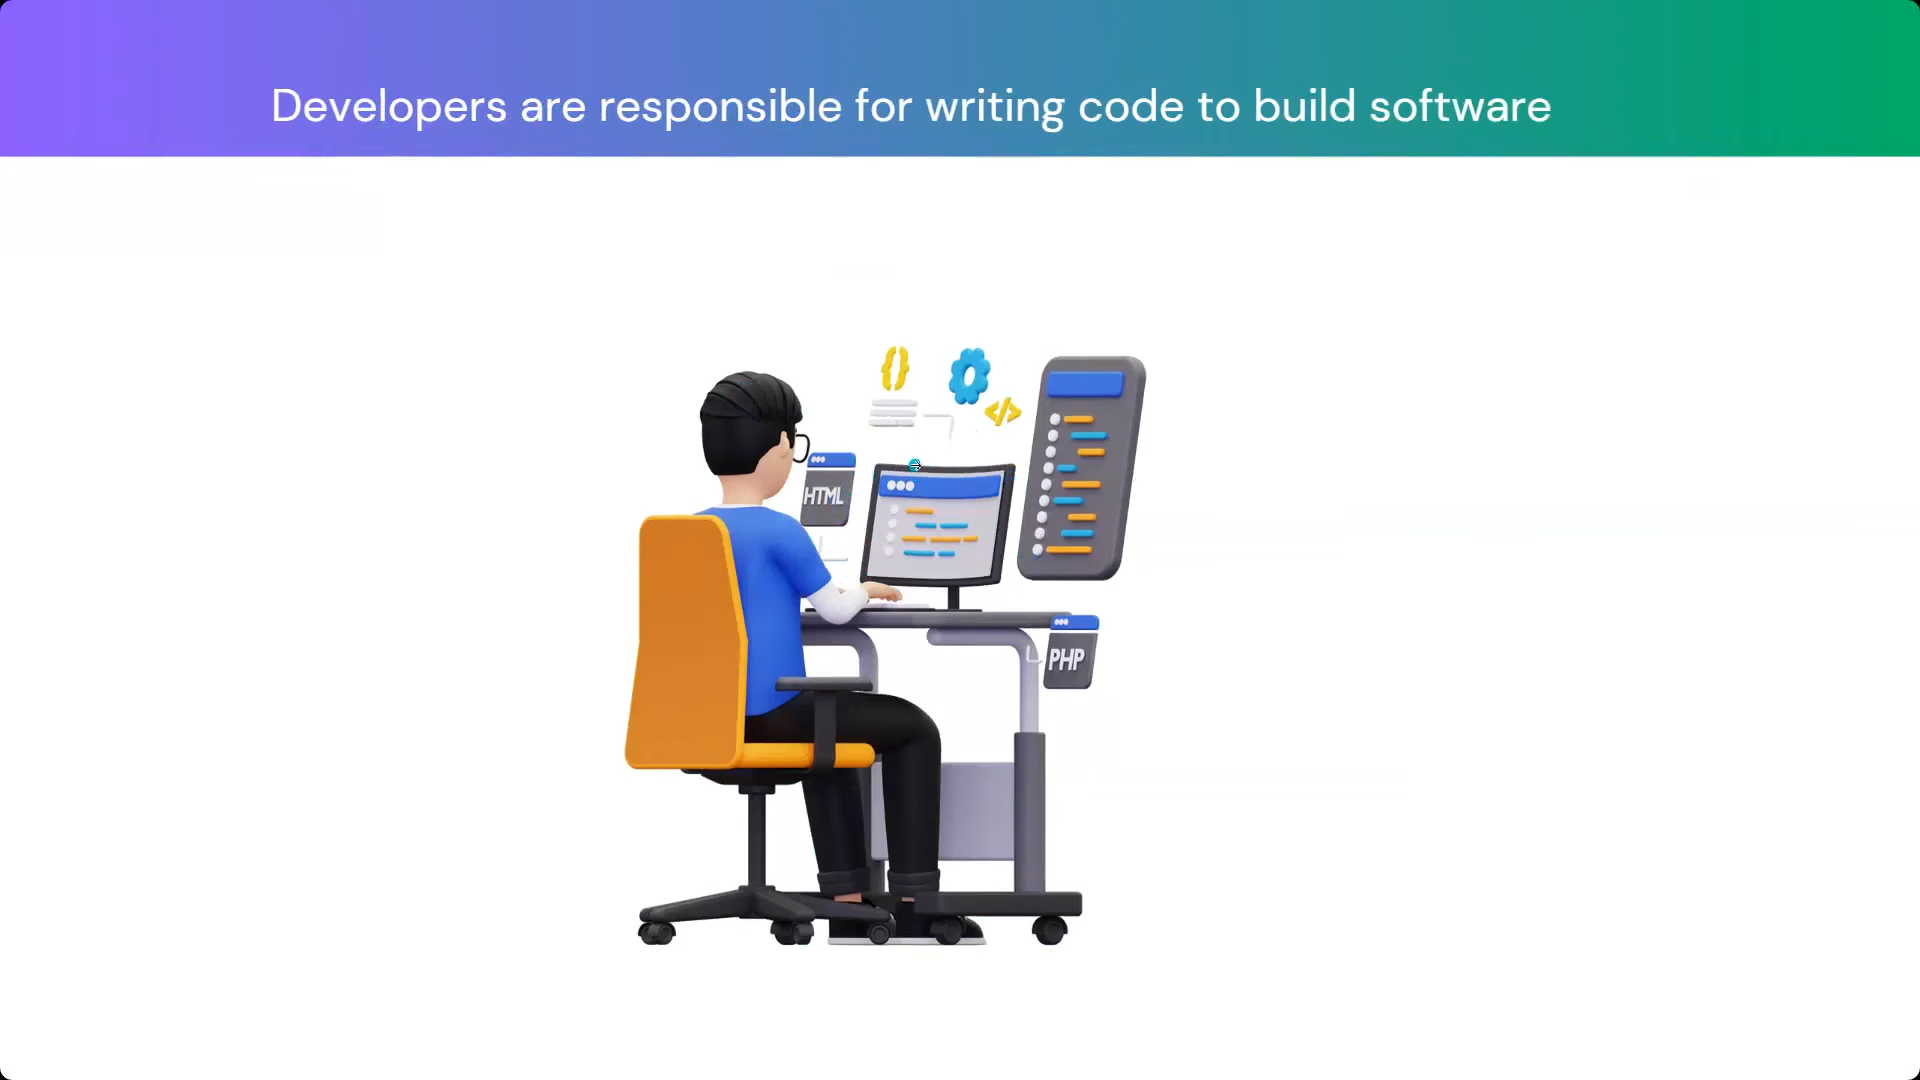 Developers are responsible for writing code to build software
{}
</>
HTML
PHP